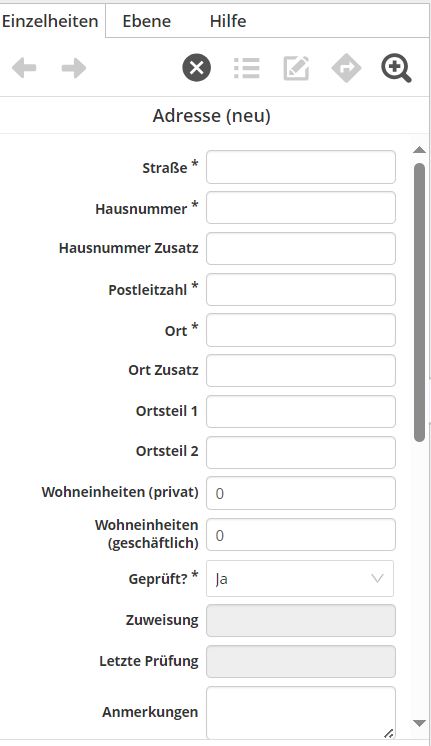 Einzelheiten Ebene Hilfe
Adresse (neu)
Straße *
Hausnummer *
Hausnummer Zusatz
Postleitzahl *
Ort *
Ort Zusatz
Ortsteil 1
Ortsteil 2
Wohneinheiten (privat) 0
Wohneinheiten
(geschäftlich) 0
Geprüft? * Ja
Zuweisung
Letzte Prüfung
Anmerkungen